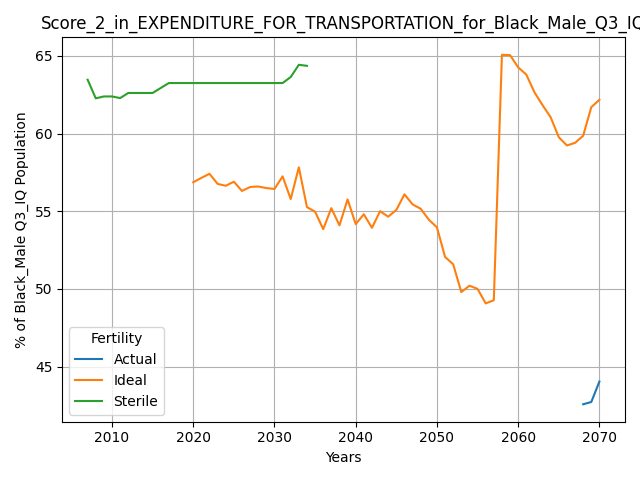 Score_2_in_EXPENDITURE_FOR_TRANSPORTATION_for_Black_Male_Q3_IQ
% of Black_Male Q3_IQ Population
65
60
55
50
45
Fertility
Actual
Ideal
Sterile
2010 2020 2030 2040 2050 2060 2070
Years